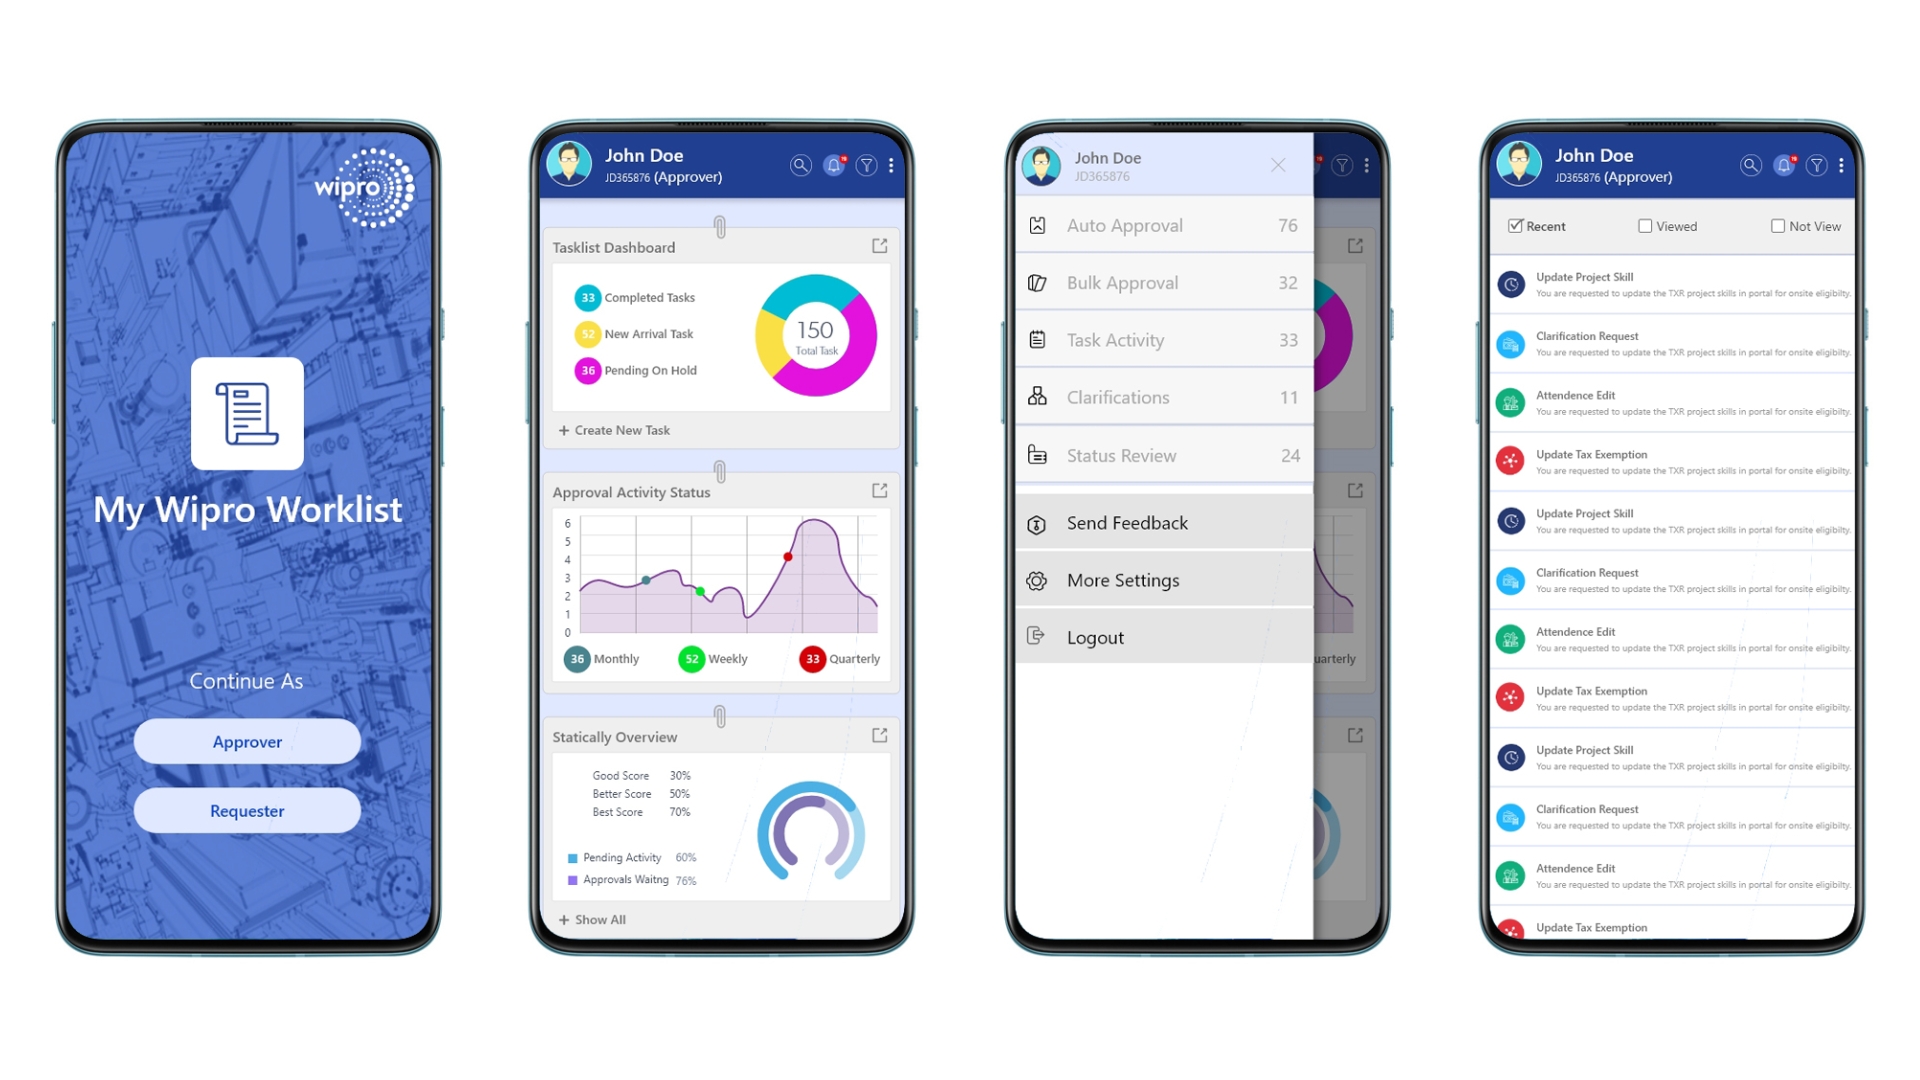 wipro
My Wipro Worklist
Continue As
Approver
Requester
John Doe
JD365876 (Approver)
Tasklist Dashboard
33 Completed Tasks
52 New Arrival Task
36 Pending On Hold
150
Total Task
+ Create New Task
Approval Activity Status
6
5
4
3
2
1
0
36 Monthly
52 Weekly
33 Quarterly
Statically Overview
Good Score 30%
Better Score 50%
Best Score 70%
Pending Activity 60%
Approvals Waitng 76%
+ Show All
John Doe
JD365876
Auto Approval 76
Bulk Approval 32
Task Activity 33
Clarifications 11
Status Review 24
Send Feedback
More Settings
Logout
uarterly
John Doe
JD365876 (Approver)
Recent Viewed Not View
Update Project Skill
You are requested to update the TXR project skills in portal for onsite eligibilty.
Clarification Request
You are requested to update the TXR project skills in portal for onsite eligibilty.
Attendence Edit
You are requested to update the TXR project skills in portal for onsite eligibilty.
Update Tax Exemption
You are requested to update the TXR project skills in portal for onsite eligibilty.
Update Project Skill
You are requested to update the TXR project skills in portal for onsite eligibilty.
Clarification Request
You are requested to update the TXR project skills in portal for onsite eligibilty.
Attendence Edit
You are requested to update the TXR project skills in portal for onsite eligibilty.
Update Tax Exemption
You are requested to update the TXR project skills in portal for onsite eligibilty.
Update Project Skill
You are requested to update the TXR project skills in portal for onsite eligibilty.
Clarification Request
You are requested to update the TXR project skills in portal for onsite eligibilty.
Attendence Edit
You are requested to update the TXR project skills in portal for onsite eligibilty.
Update Tax Exemption